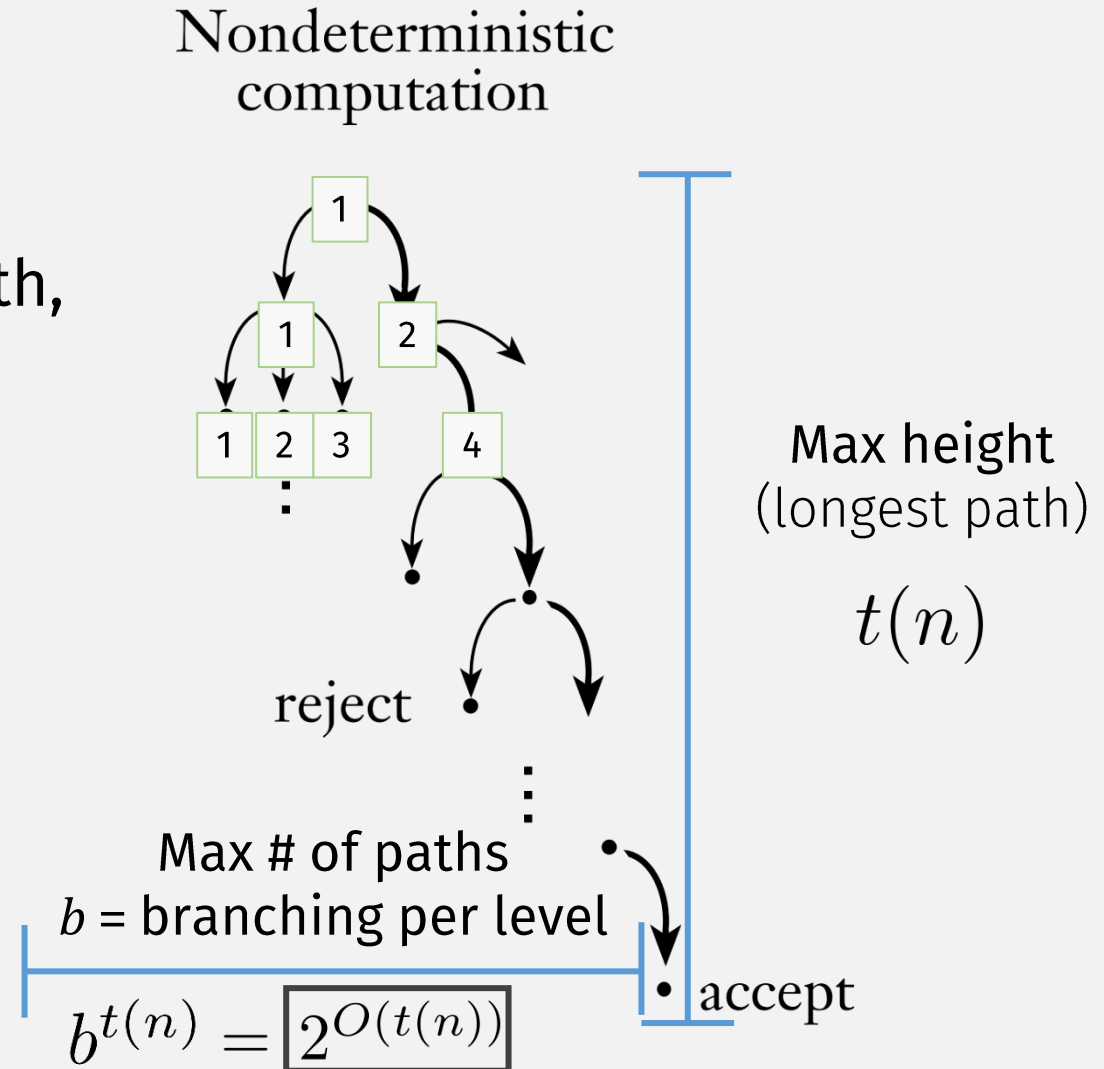 Nondeterministic
computation
1
th,
1 2
1 2 3 4
Max height
(longest path)
t(n)
reject
Max # of paths
b = branching per level
accept
b^{t(n)} = 2^{O(t(n))}